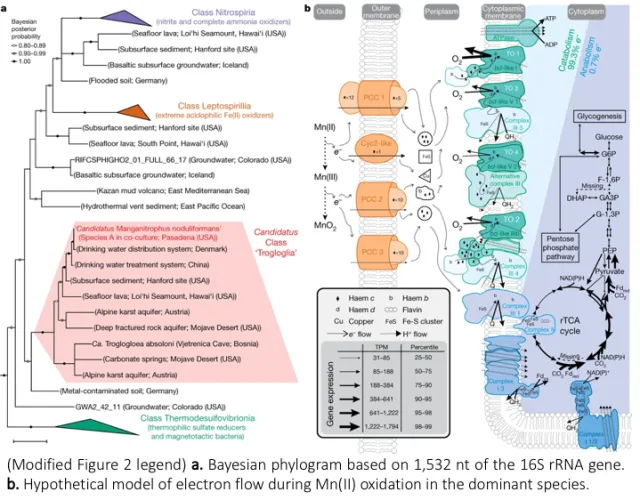 a
Bayesian
posterior
probability
0.80–0.89
0.90–0.99
1.00
Class Nitrospiria
(nitrite and complete ammonia oxidizers)
(Seafloor lava; Lo'ihi Seamount, Hawai'i (USA))
(Subsurface sediment; Hanford site (USA))
(Basaltic subsurface groundwater; Iceland)
(Flooded soil; Germany)
Class Leptospirillia
(extreme acidophilic Fe(II) oxidizers)
(Subsurface sediment; Hanford site (USA))
(Seafloor lava; South Point, Hawai'i (USA))
RIFCSPHIGHO2_01_FULL_66_17 (Groundwater; Colorado (USA))
(Basaltic subsurface groundwater; Iceland)
(Kazan mud volcano; East Mediterranean Sea)
(Hydrothermal vent sediment; East Pacific Ocean)
'Candidatus Manganitrophus noduliformans'
(Species A in co-culture; Pasadena (USA))
(Drinking water distribution system; Denmark)
(Drinking water treatment system; China)
(Subsurface sediment; Hanford site (USA))
(Seafloor lava; Lo'ihi Seamount, Hawai'i (USA))
(Alpine karst aquifer; Austria)
(Deep fractured rock aquifer; Mojave Desert (USA))
Ca. Troglogloea absoloni (Vjetrenica Cave; Bosnia)
(Carbonate springs; Mojave Desert (USA))
(Alpine karst aquifer; Austria)
Candidatus
Class
'Trogloglia'
(Metal-contaminated soil; Germany)
GWA2_42_11 (Groundwater; Colorado (USA))
Class Thermodesulfovibrionia
(thermophilic sulfate reducers
and magnetotactic bacteria)
b
Outside
Outer
membrane
Periplasm
Cytoplasmic
membrane
Cytoplasm
ATPase
ATP
ADP
Catabolism
99.3% e⁻
Anabolism
0.7% e⁻
TO 1
O₂
TO 3
O₂
Complex
III 3
QH₂
TO 4
O₂
Alternative
complex III
QH₂
TO 2
O₂
Complex
III 4
Complex
III 1
Complex II
Complex
I 3
QH₂
Complex
I 1/3
QH₂
PCC 1
Cyc2-like
PCC 2
PCC 3
Mn(II)
e⁻
Mn(III)
e⁻
MnO₂
FeS
Glycogenesis
Glucose
G6P
F-1,6P
Missing
DHAP
GA3P
G-1,3P
Pentose
phosphate
pathway
PEP
Pyruvate
NAD(P)H
Fd red
CO₂
rTCA
cycle
Missing
NAD(P)H
CO₂
CO₂ Fd red
NAD(P)⁺
Haem c
Haem b
Haem d
Flavin
Cu Copper
FeS Fe-S cluster
e⁻ flow
H⁺ flow
Gene expression
TPM Percentile
31–85 25–50
85–188 50–75
188–384 75–90
384–641 90–95
641–1,222 95–98
1,222–1,794 98–99
(Modified Figure 2 legend) a. Bayesian phylogram based on 1,532 nt of the 16S rRNA gene.
b. Hypothetical model of electron flow during Mn(II) oxidation in the dominant species.